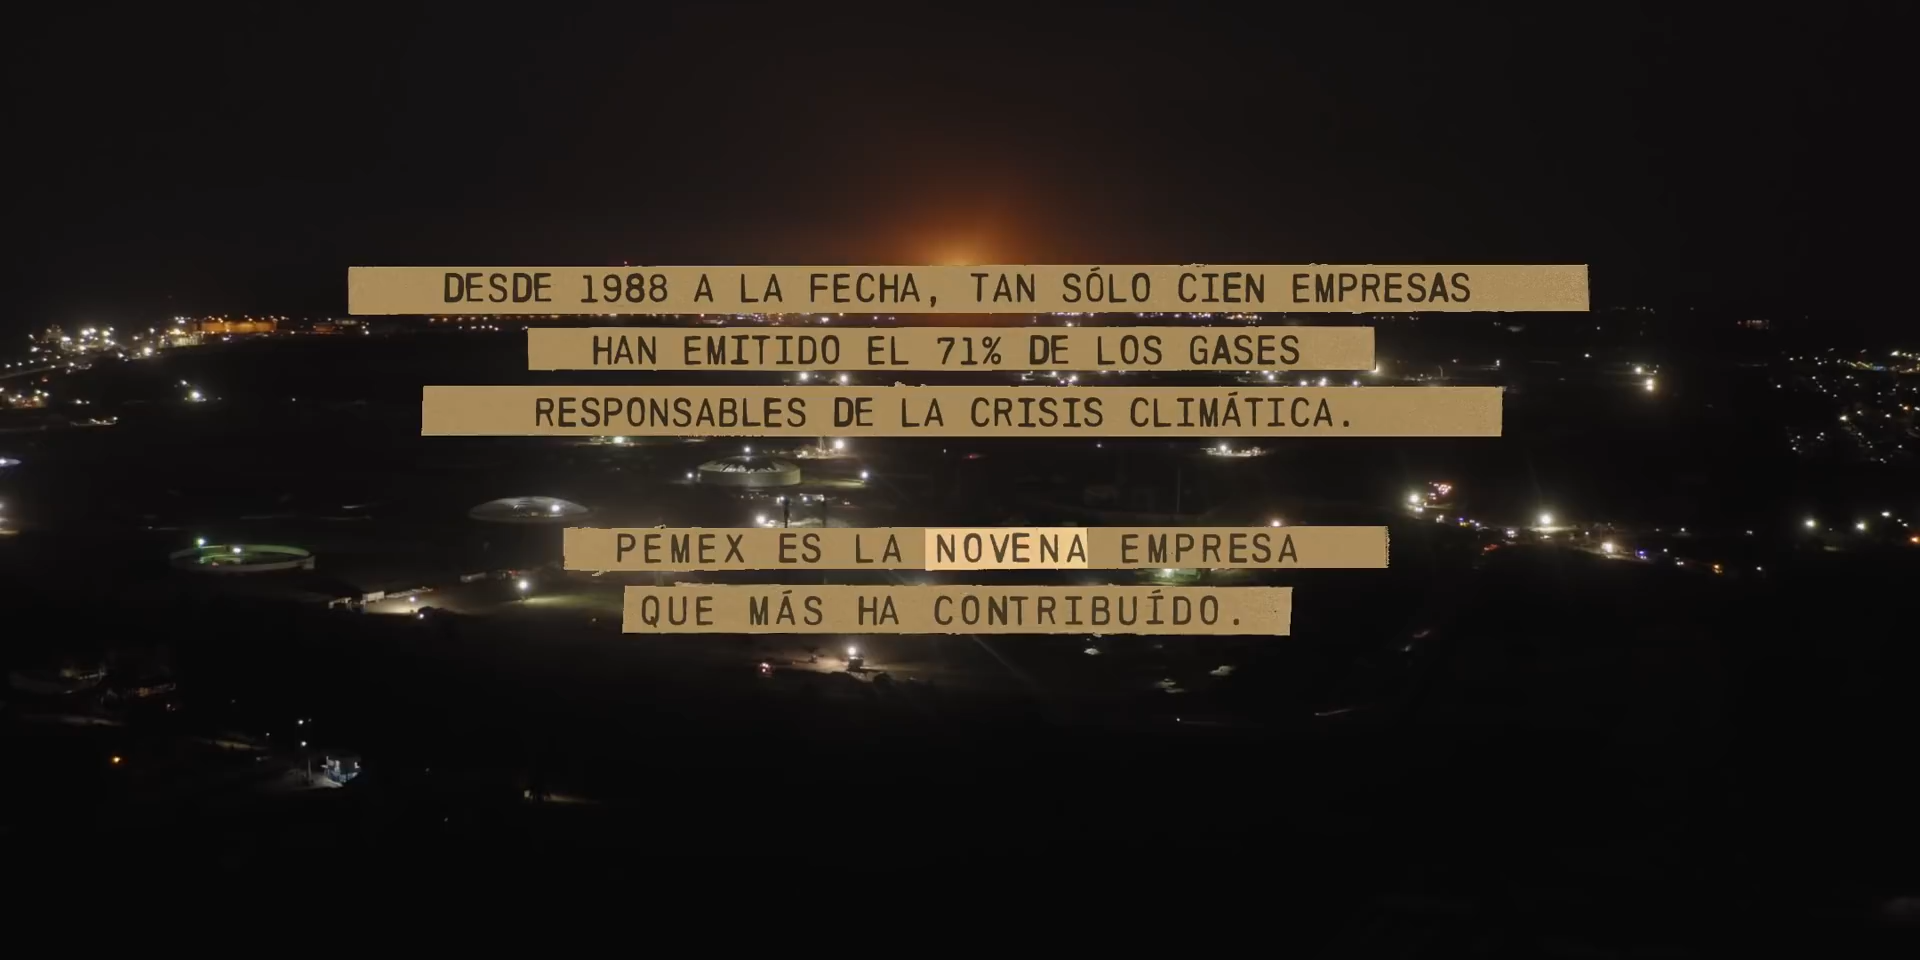 DESDE 1988 A LA FECHA, TAN SÓLO CIEN EMPRESAS
HAN EMITIDO EL 71% DE LOS GASES
RESPONSABLES DE LA CRISIS CLIMÁTICA.
PEMEX ES LA NOVENA EMPRESA
QUE MÁS HA CONTRIBUÍDO.